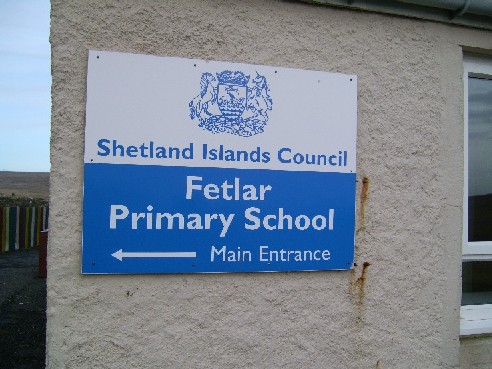 Shetland Islands Council
Fetlar
Primary School
Main Entrance